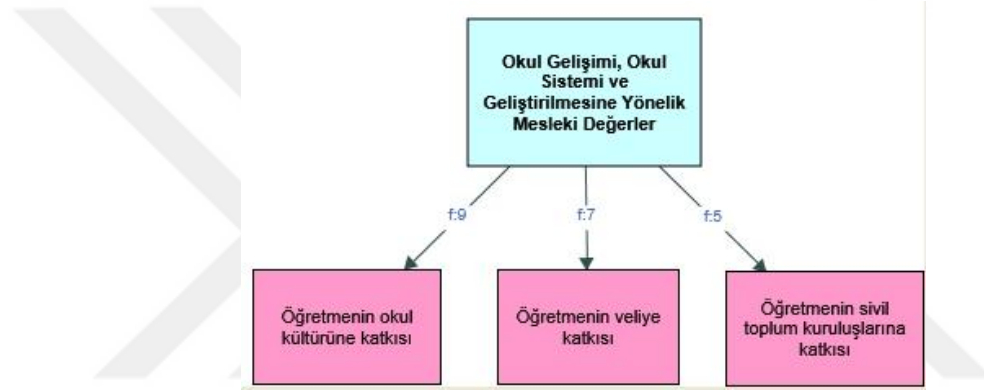 Okul Gelişimi, Okul
Sistemi ve
Geliştirilmesine Yönelik
Mesleki Değerler
f:9
f:7
f:5
Öğretmenin okul
kültürüne katkısı
Öğretmenin veliye
katkısı
Öğretmenin sivil
toplum kuruluşlarına
katkısı